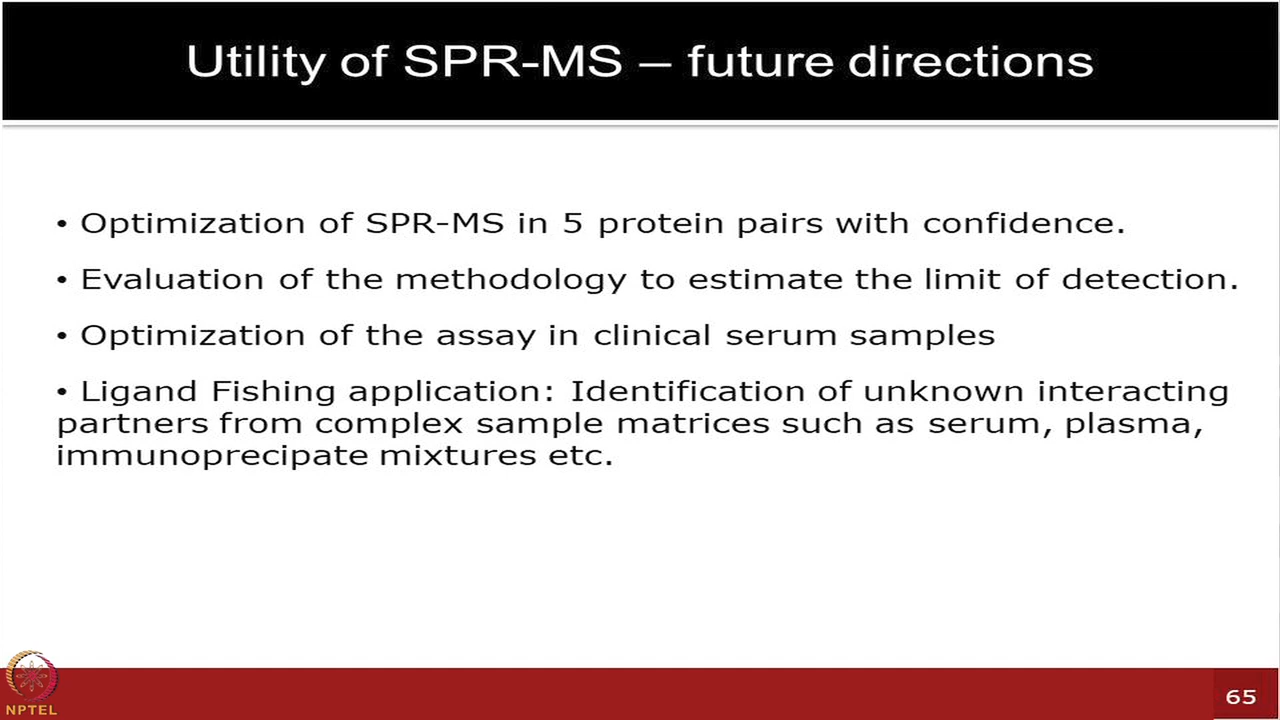 Utility of SPR-MS – future directions
• Optimization of SPR-MS in 5 protein pairs with confidence.
• Evaluation of the methodology to estimate the limit of detection.
• Optimization of the assay in clinical serum samples
• Ligand Fishing application: Identification of unknown interacting
partners from complex sample matrices such as serum, plasma,
immunoprecipate mixtures etc.
NPTEL
65